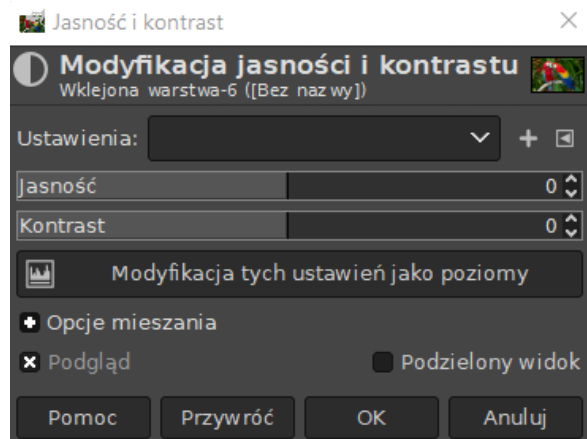 Jasność i kontrast
Modyfikacja jasności i kontrastu
Wklejona warstwa-6 ([Bez nazwy])
Ustawienia:
Jasność 0
Kontrast 0
Modyfikacja tych ustawień jako poziomy
Opcje mieszania
Podgląd Podzielony widok
Pomoc Przywróć OK Anuluj